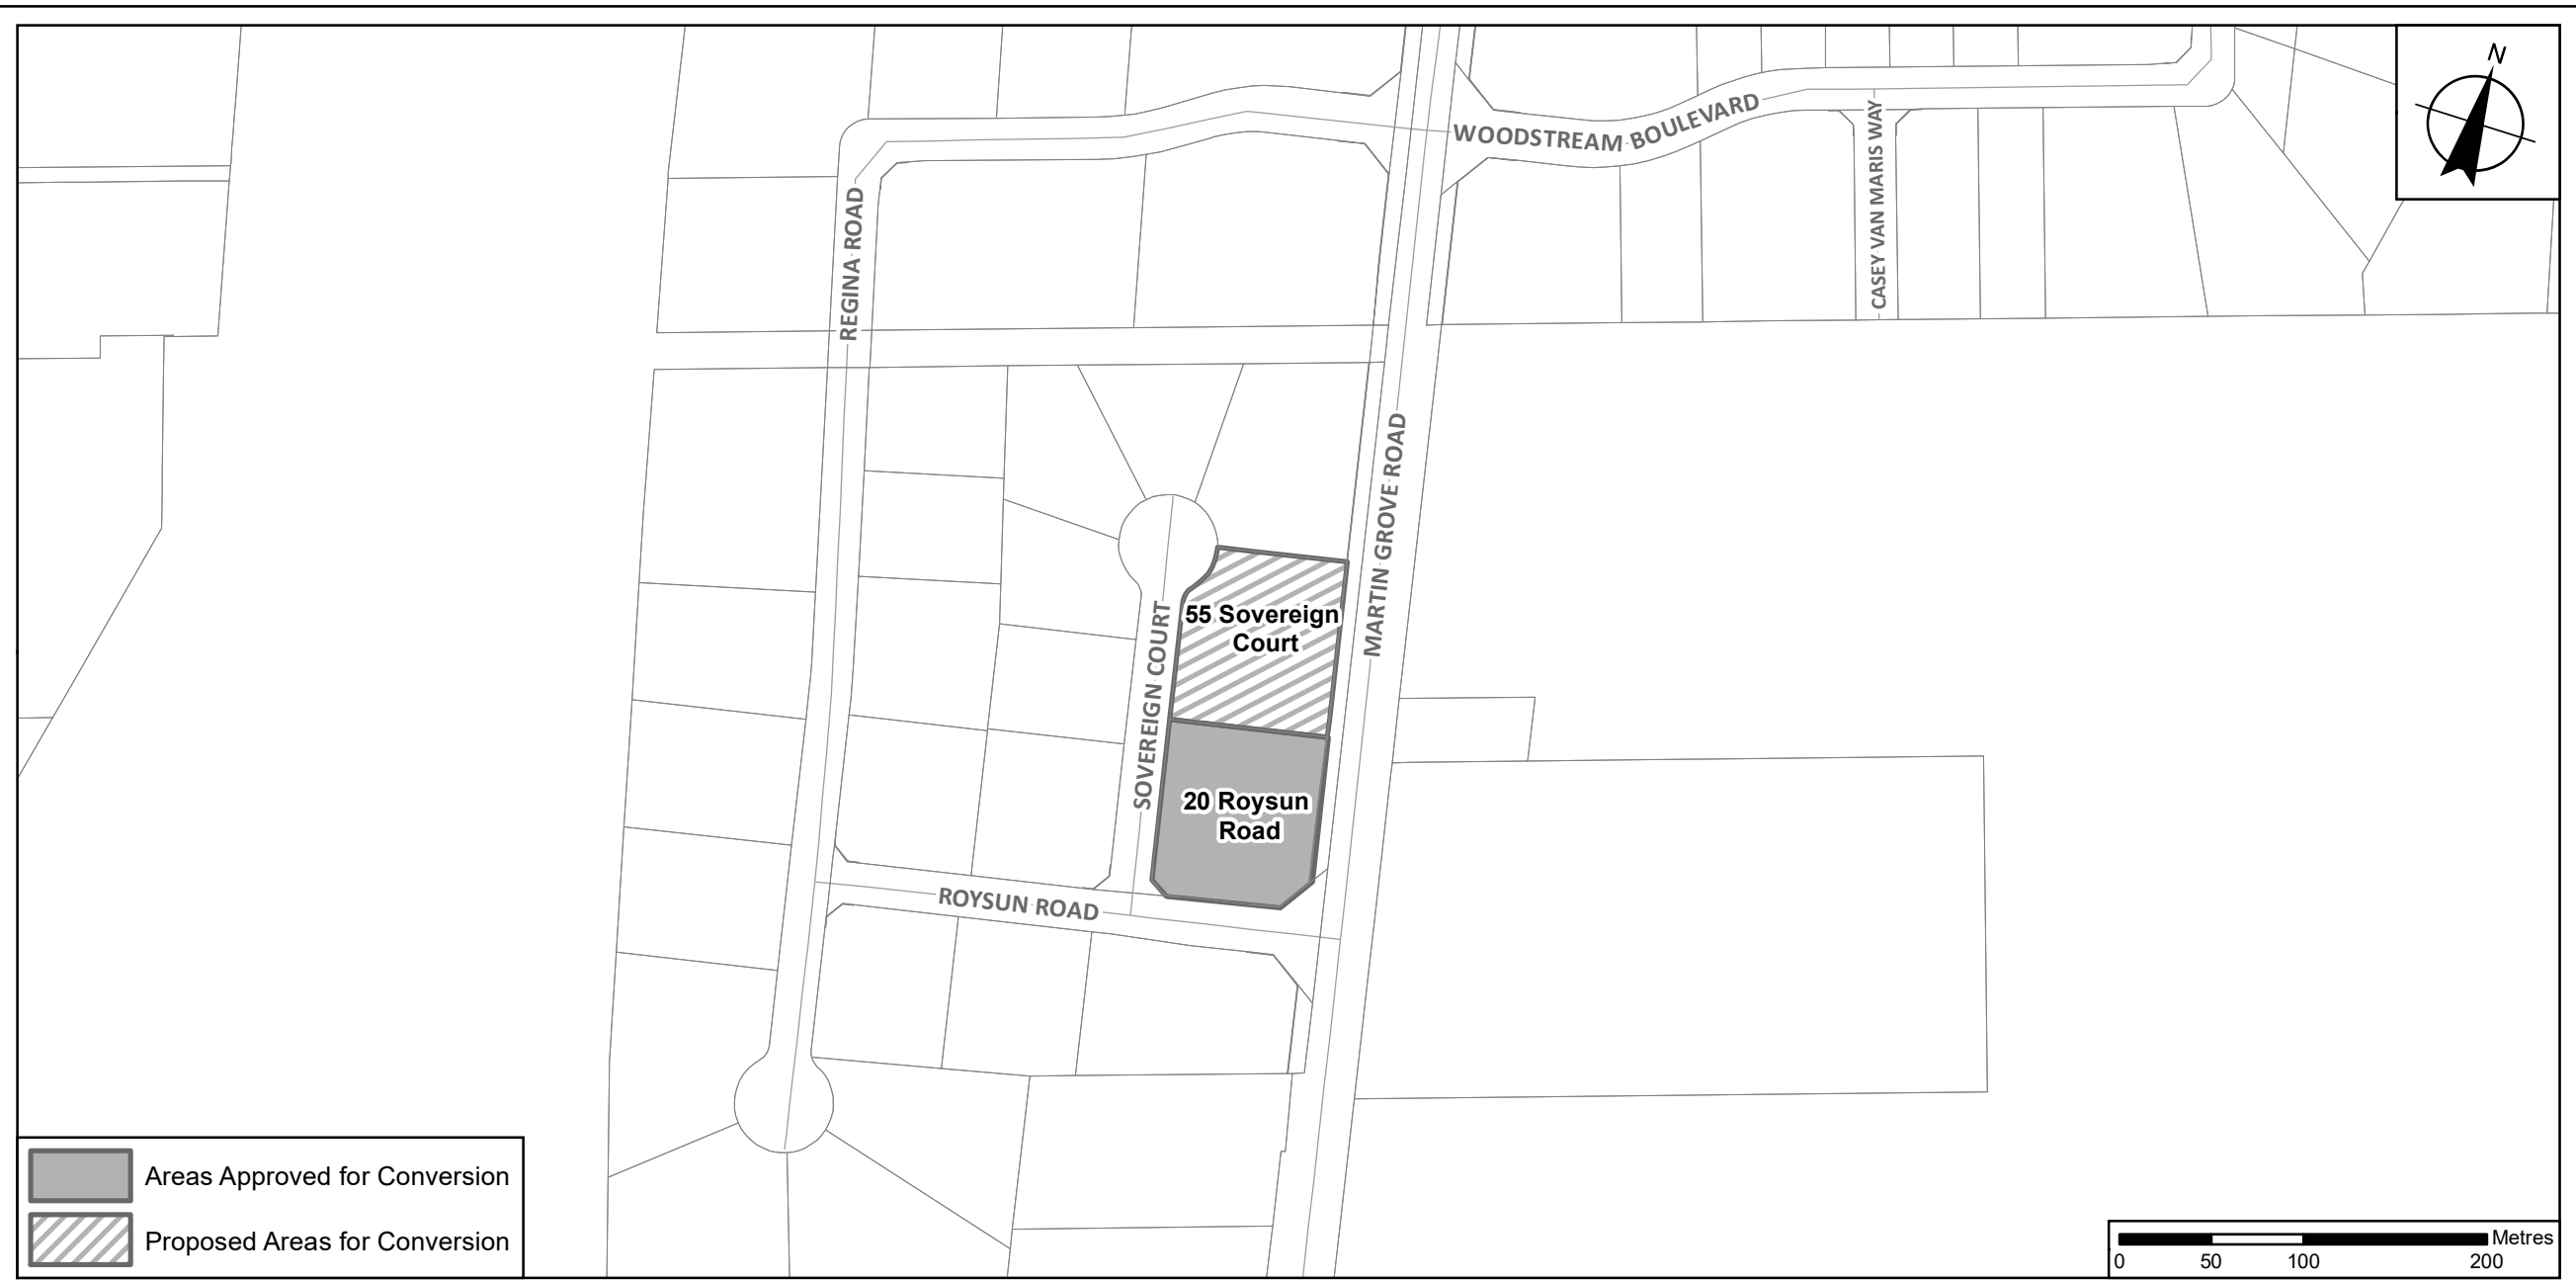 N
WOODSTREAM BOULEVARD
CASEY VAN MARIS WAY
REGINA ROAD
MARTIN GROVE ROAD
55 Sovereign
Court
SOVEREIGN COURT
20 Roysun
Road
ROYSUN ROAD
Areas Approved for Conversion
Proposed Areas for Conversion
Metres
0 50 100 200